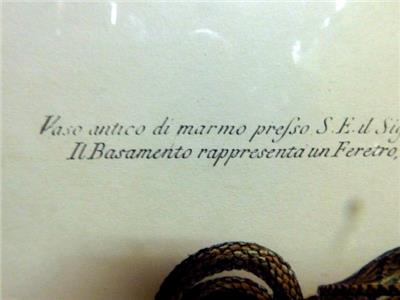 Vaso antico di marmo preſso S.E. il Sig
Il Basamento rappresenta un Feretro,